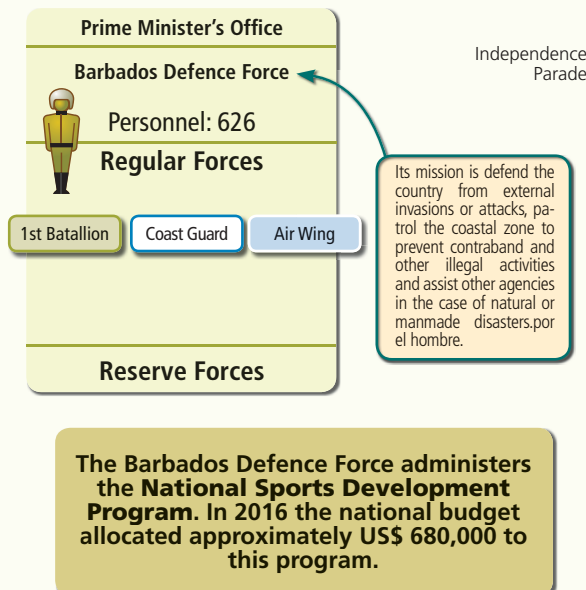 Prime Minister's Office
Barbados Defence Force
Personnel: 626
Regular Forces
1st Batallion
Coast Guard
Air Wing
Reserve Forces
Independence
Parade
Its mission is defend the
country from external
invasions or attacks, pa-
trol the coastal zone to
prevent contraband and
other illegal activities
and assist other agencies
in the case of natural or
manmade disasters.por
el hombre.
The Barbados Defence Force administers
the National Sports Development
Program. In 2016 the national budget
allocated approximately US$ 680,000 to
this program.